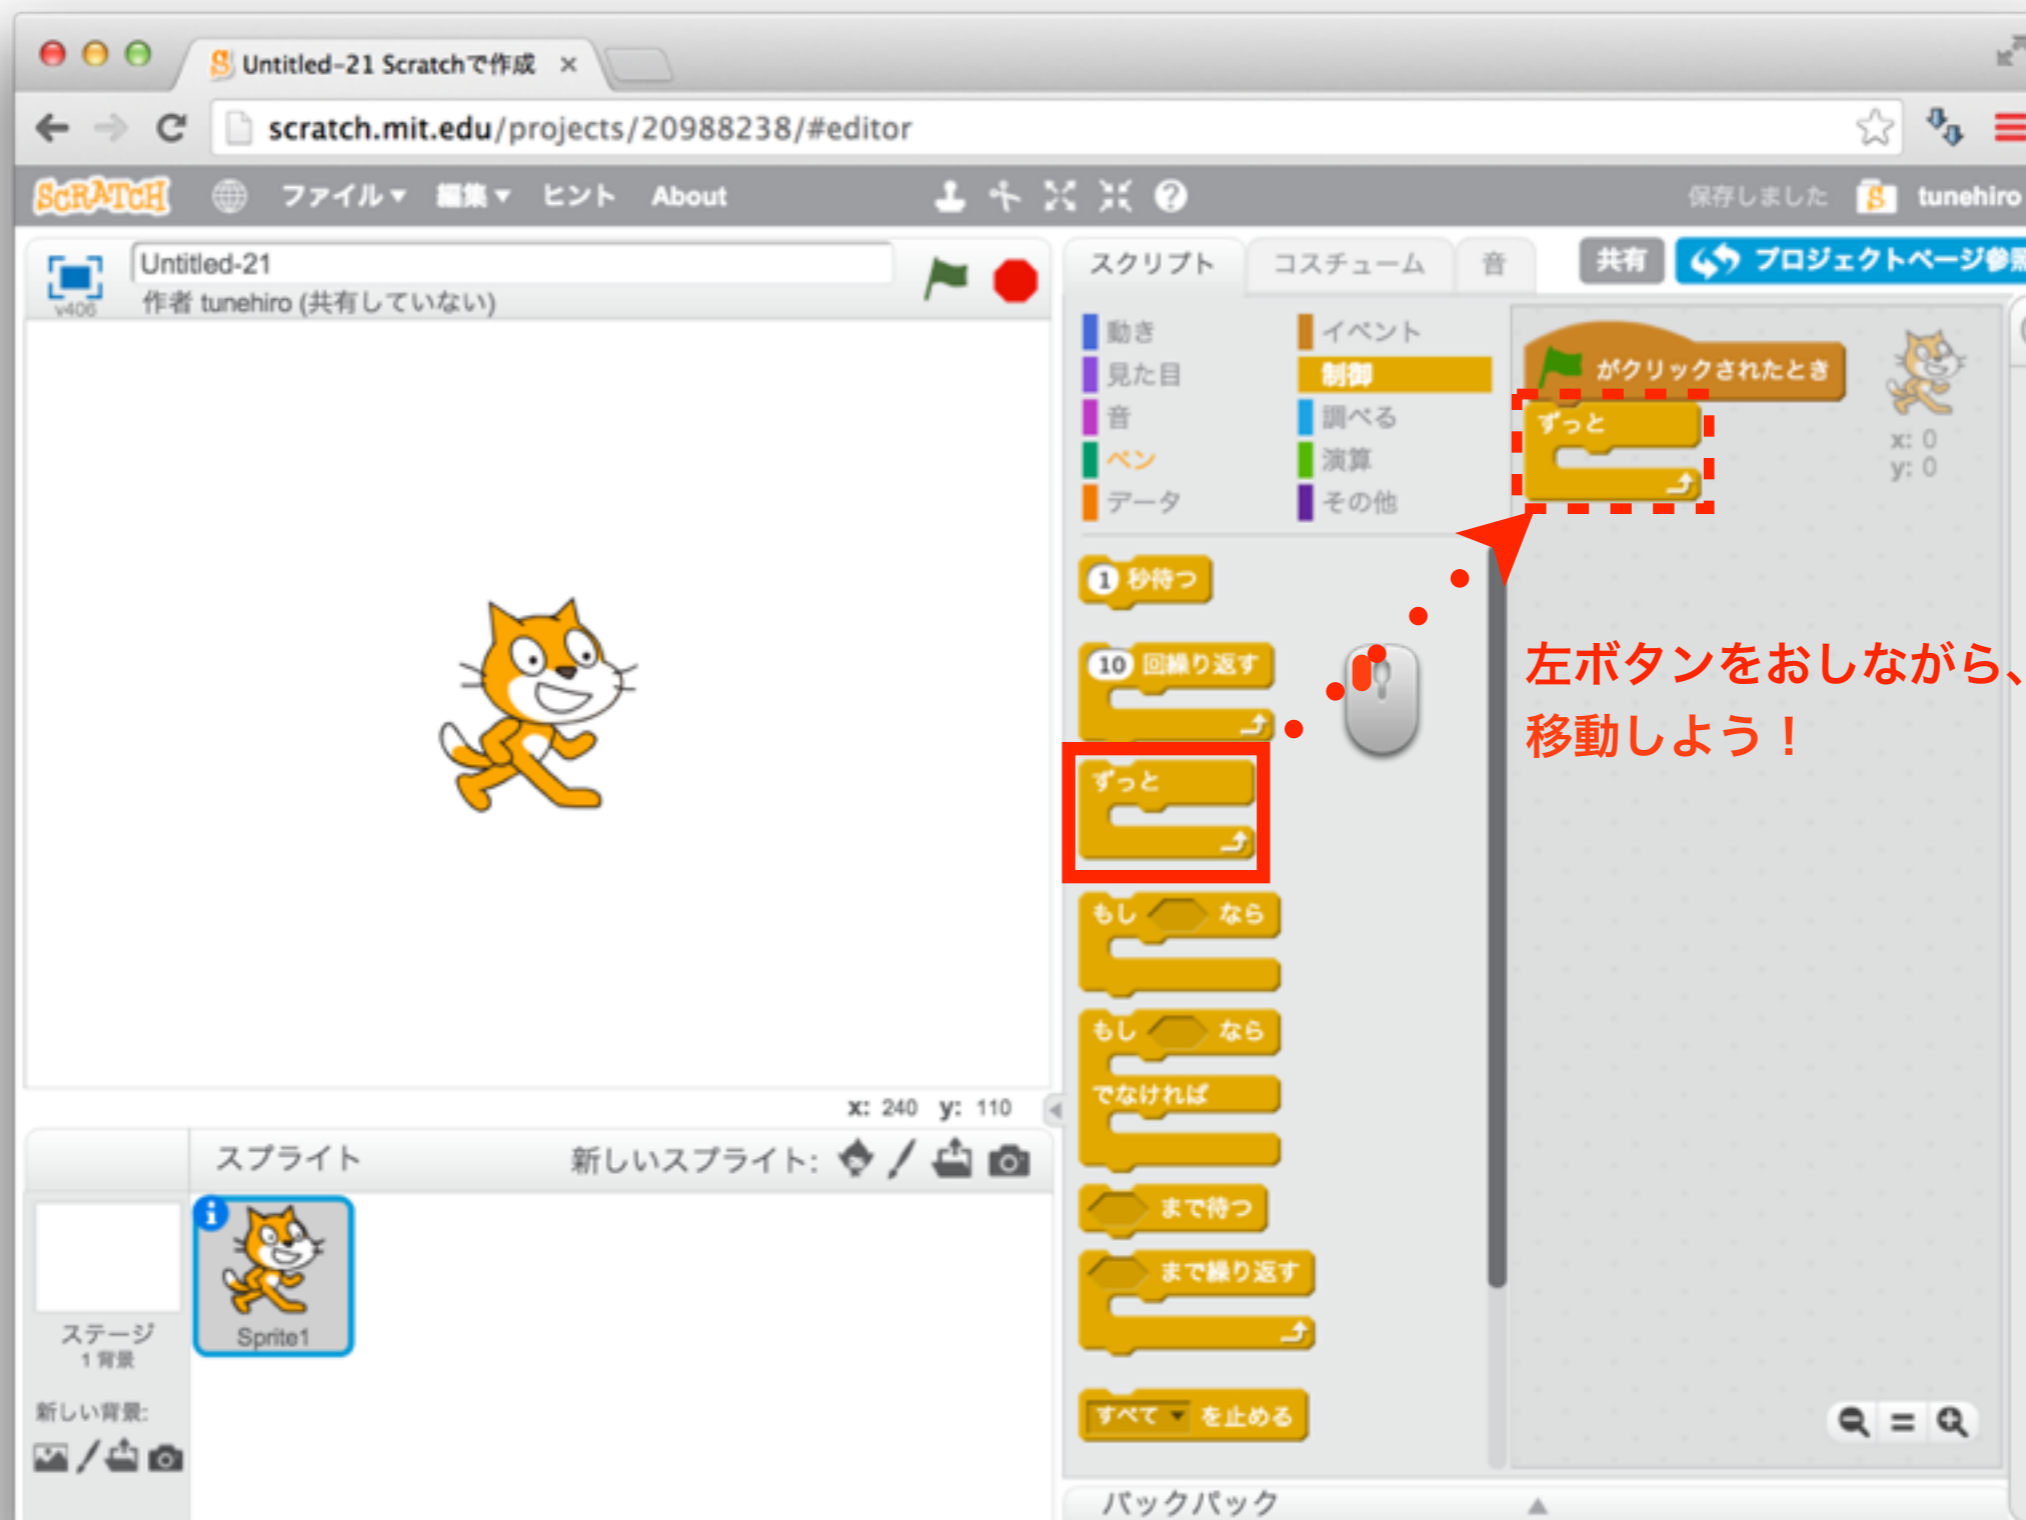 Untitled-21 Scratchで作成
scratch.mit.edu/projects/20988238/#editor
SCRATCH ファイル 編集 ヒント About 保存しました tunehiro
v406
Untitled-21
作者 tunehiro (共有していない)
スクリプト コスチューム 音 共有 プロジェクトページ参照
動き イベント
見た目 制御
音 調べる
ペン 演算
データ その他
がクリックされたとき
ずっと
x: 0
y: 0
1 秒待つ
10 回繰り返す
ずっと
もし なら
もし なら
でなければ
まで待つ
まで繰り返す
すべて を止める
左ボタンをおしながら、
移動しよう！
x: 240 y: 110
スプライト 新しいスプライト:
Sprite1
ステージ
1 背景
新しい背景:
バックパック